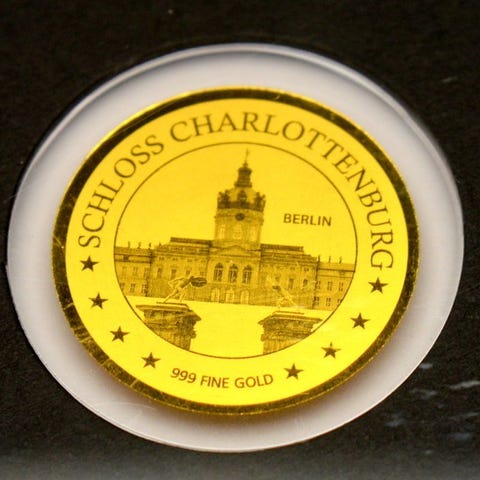 SCHLOSS CHARLOTTENBURG
BERLIN
999 FINE GOLD